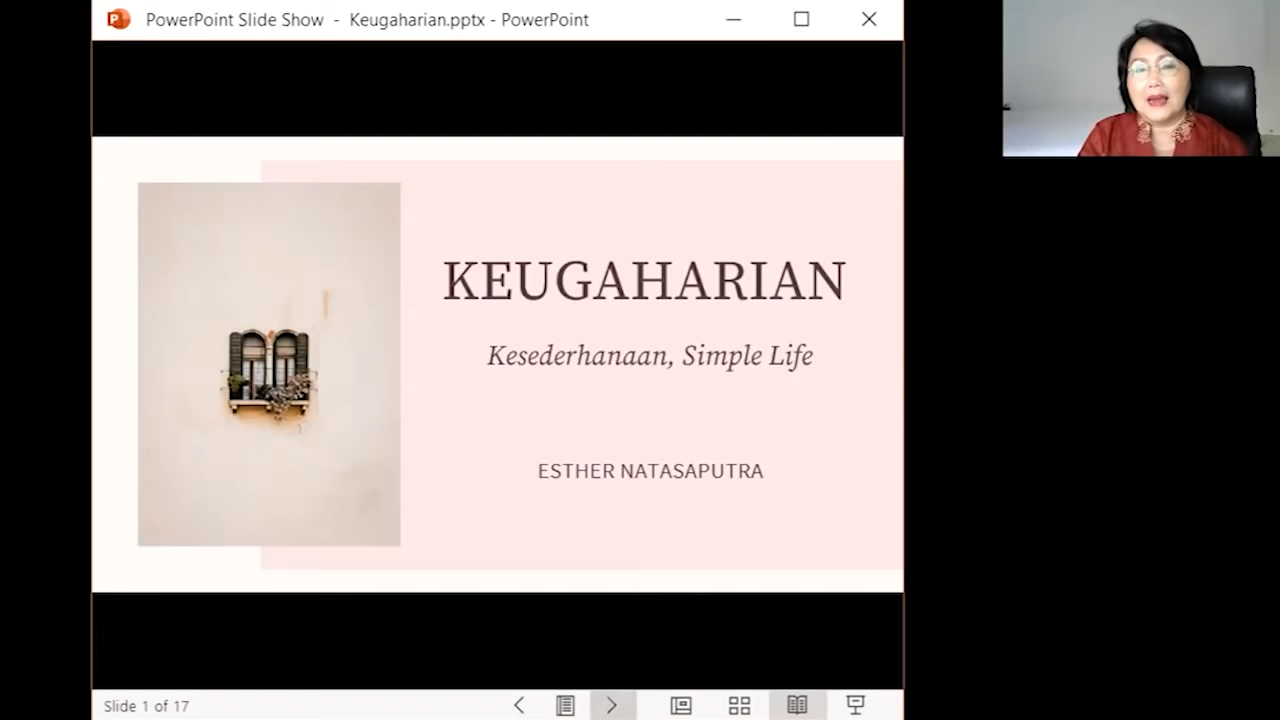 PowerPoint Slide Show - Keugaharian.pptx - PowerPoint
KEUGAHARIAN
Kesederhanaan, Simple Life
ESTHER NATASAPUTRA
Slide 1 of 17